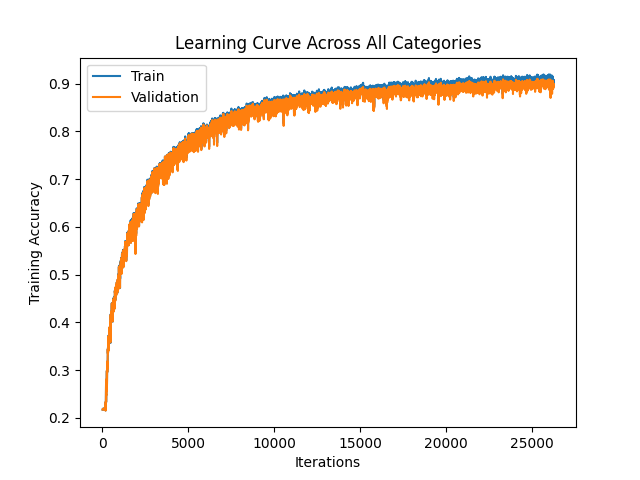 Learning Curve Across All Categories
Train
Validation
Training Accuracy
0.9
0.8
0.7
0.6
0.5
0.4
0.3
0.2
0 5000 10000 15000 20000 25000
Iterations